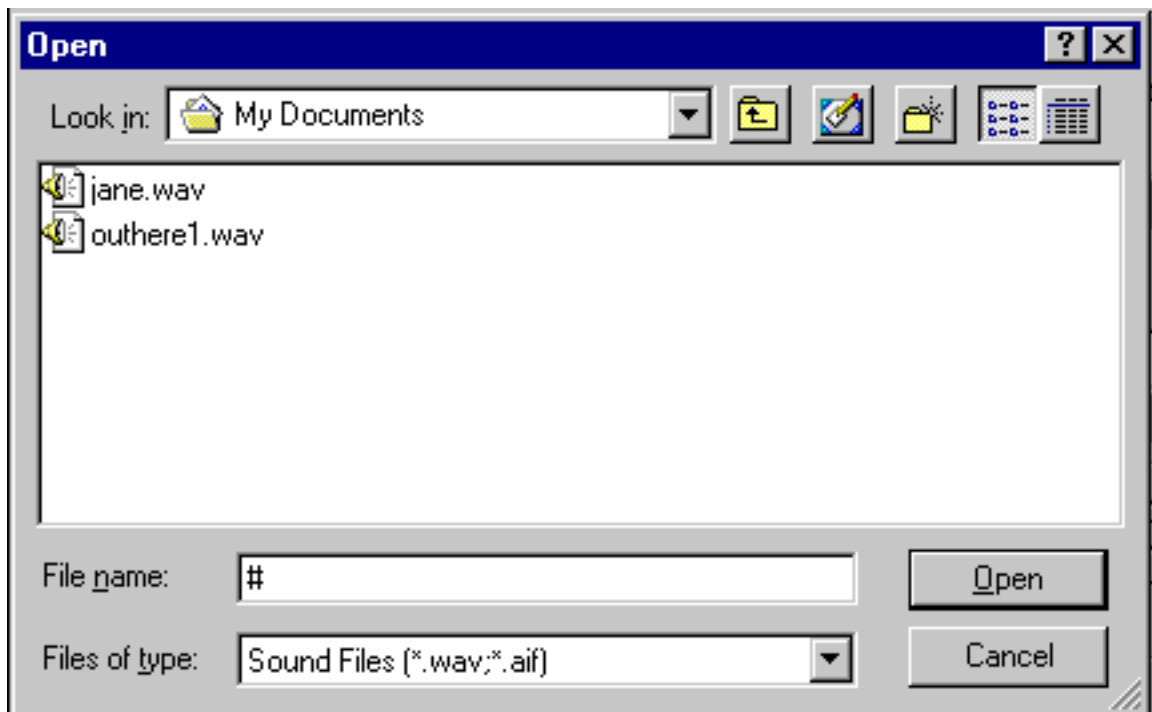 Open
Look in: My Documents
jane.wav
outhere1.wav
File name: #
Open
Files of type: Sound Files (*.wav;*.aif)
Cancel